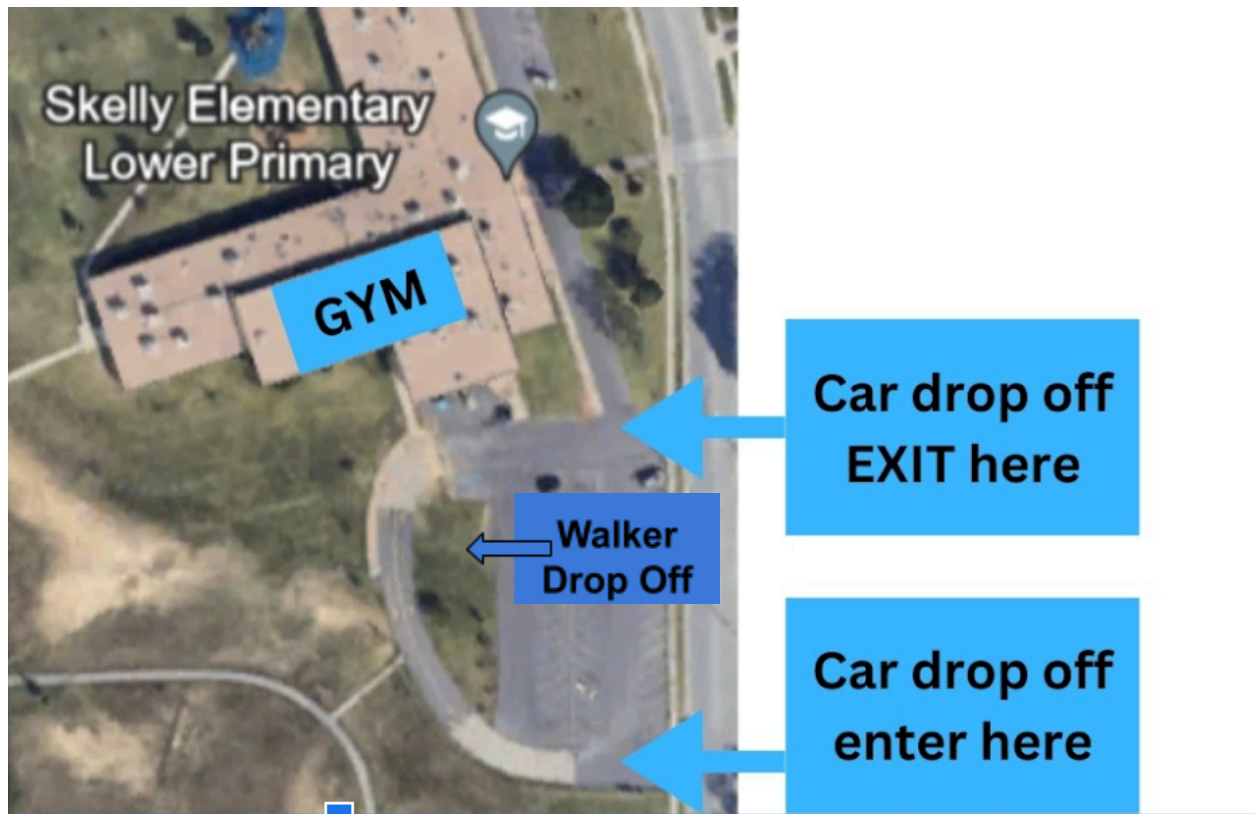 Skelly Elementary
Lower Primary
GYM
Car drop off
EXIT here
Walker
Drop Off
Car drop off
enter here